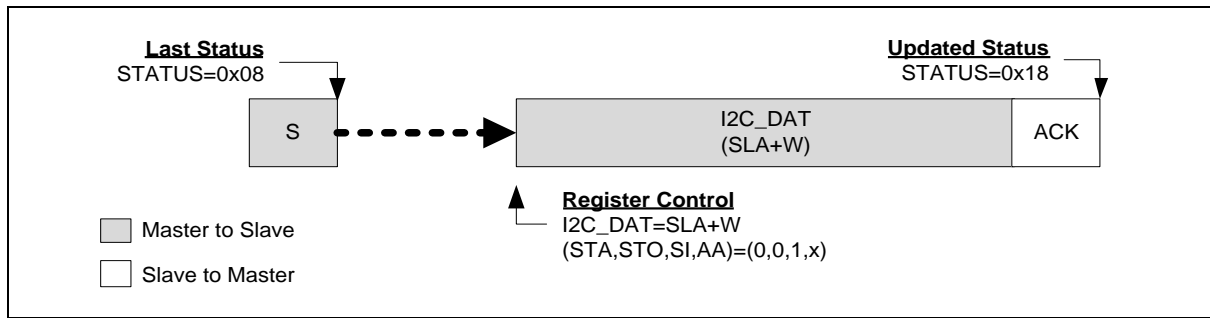 Last Status
STATUS=0x08
Updated Status
STATUS=0x18
S
I2C_DAT
(SLA+W)
ACK
Register Control
I2C_DAT=SLA+W
(STA,STO,SI,AA)=(0,0,1,x)
Master to Slave
Slave to Master